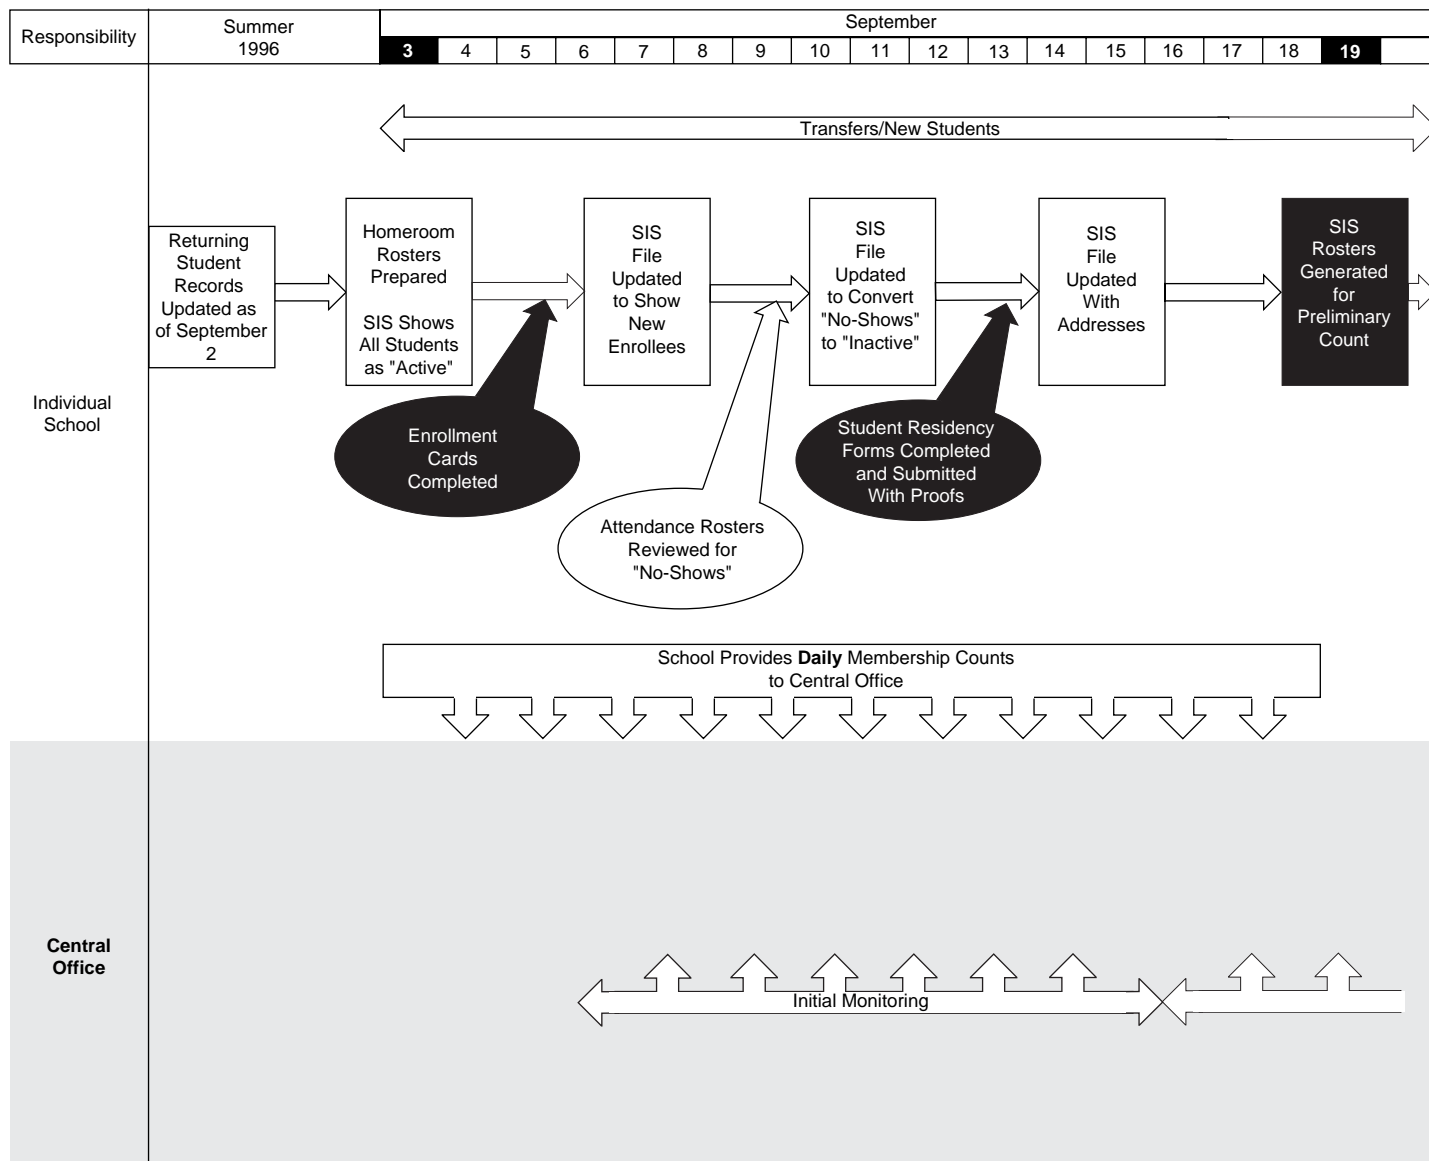 Responsibility
Summer
1996
September
3 4 5 6 7 8 9 10 11 12 13 14 15 16 17 18 19
Transfers/New Students
Returning
Student
Records
Updated as
of September
2
Homeroom
Rosters
Prepared
SIS Shows
All Students
as "Active"
SIS
File
Updated
to Show
New
Enrollees
SIS
File
Updated
to Convert
"No-Shows"
to "Inactive"
SIS
File
Updated
With
Addresses
SIS
Rosters
Generated
for
Preliminary
Count
Individual
School
Enrollment
Cards
Completed
Student Residency
Forms Completed
and Submitted
With Proofs
Attendance Rosters
Reviewed for
"No-Shows"
School Provides Daily Membership Counts
to Central Office
Central
Office
Initial Monitoring